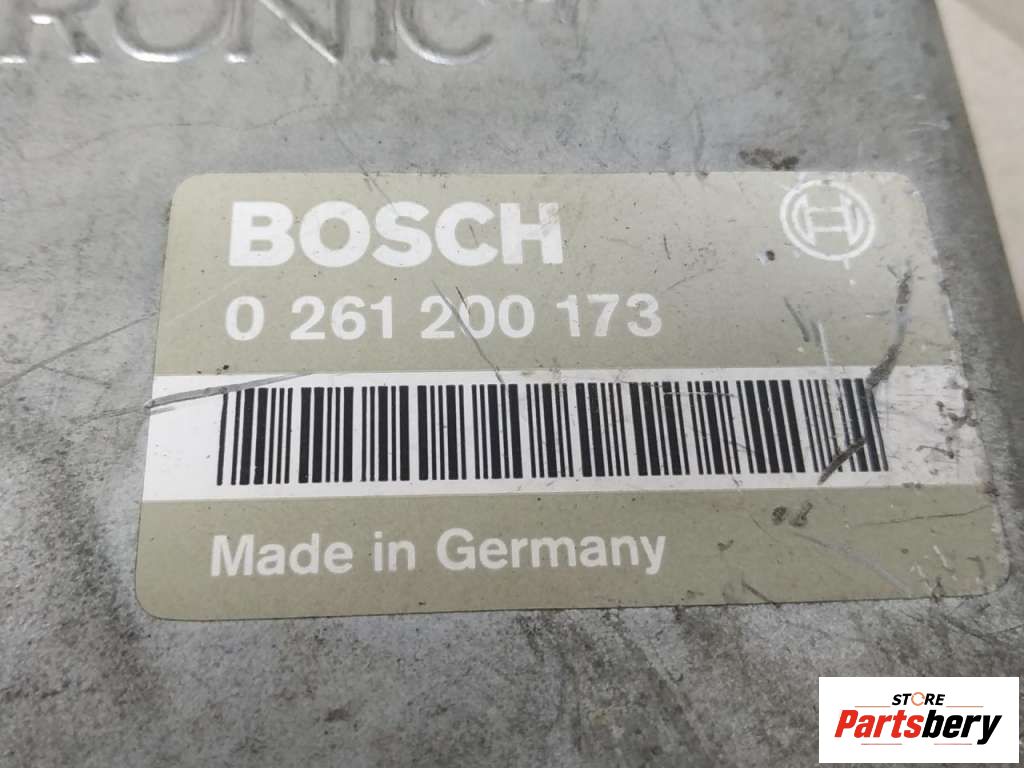 RONIC
BOSCH
0 261 200 173
Made in Germany
STORE
Partsbery